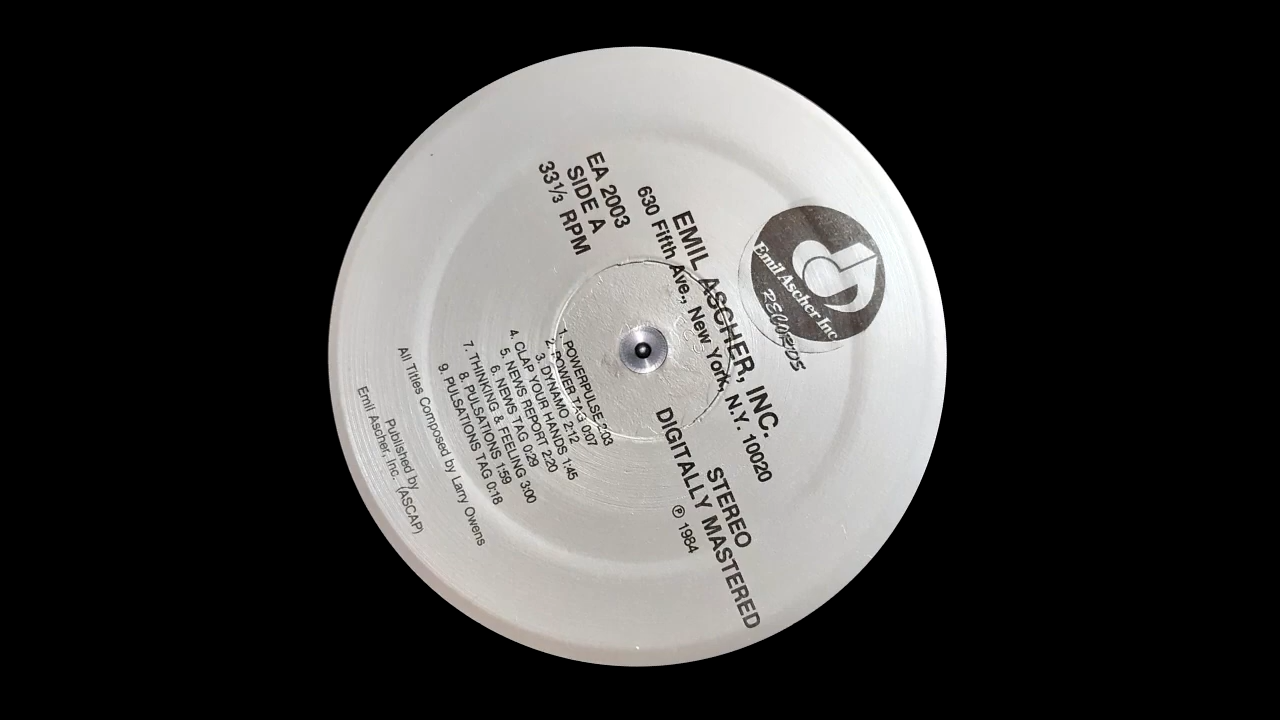 Emil Ascher Inc.
RECORDS
EMIL ASCHER, INC.
630 Fifth Ave., New York, N.Y. 10020
EA 2003
SIDE A
33 1/3 RPM
STEREO
DIGITALLY MASTERED
℗ 1984
1. POWERPULSE 2:03
2. POWER TAG 0:07
3. DYNAMO 2:12
4. CLAP YOUR HANDS 1:45
5. NEWS REPORT 2:20
6. NEWS TAG 0:29
7. THINKING & FEELING 3:00
8. PULSATIONS 1:59
9. PULSATIONS TAG 0:18
All Titles Composed by Larry Owens
Published by
Emil Ascher, Inc. (ASCAP)